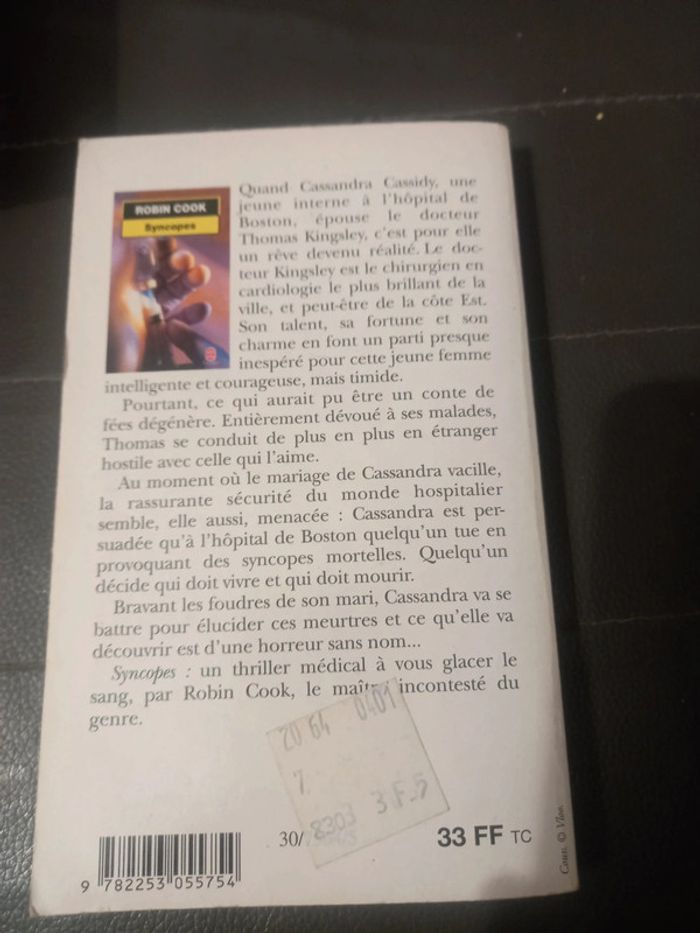 Quand Cassandra Cassidy, une
jeune interne à l'hôpital de
Boston, épouse le docteur
Thomas Kingsley, c'est pour elle
un rêve devenu réalité. Le doc-
teur Kingsley est le chirurgien en
cardiologie le plus brillant de la
ville, et peut-être de la côte Est.
Son talent, sa fortune et son
charme en font un parti presque
inespéré pour cette jeune femme
intelligente et courageuse, mais timide.
ROBIN COOK
Syncopes
Pourtant, ce qui aurait pu être un conte de
fées dégénère. Entièrement dévoué à ses malades,
Thomas se conduit de plus en plus en étranger
hostile avec celle qui l'aime.
Au moment où le mariage de Cassandra vacille,
la rassurante sécurité du monde hospitalier
semble, elle aussi, menacée : Cassandra est per-
suadée qu'à l'hôpital de Boston quelqu'un tue en
provoquant des syncopes mortelles. Quelqu'un
décide qui doit vivre et qui doit mourir.
Bravant les foudres de son mari, Cassandra va se
battre pour élucider ces meurtres et ce qu'elle va
découvrir est d'une horreur sans nom...
Syncopes : un thriller médical à vous glacer le
sang, par Robin Cook, le maître incontesté du
genre.
20 64 0401
7.
8303 3 F.5
30/
33 FF TC
9 782253 055754
Couv. ©